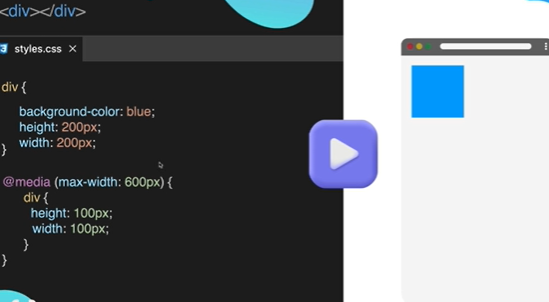 <div></div>
styles.css ×
div {
background-color: blue;
height: 200px;
width: 200px;
}
@media (max-width: 600px) {
div {
height: 100px;
width: 100px;
}
}